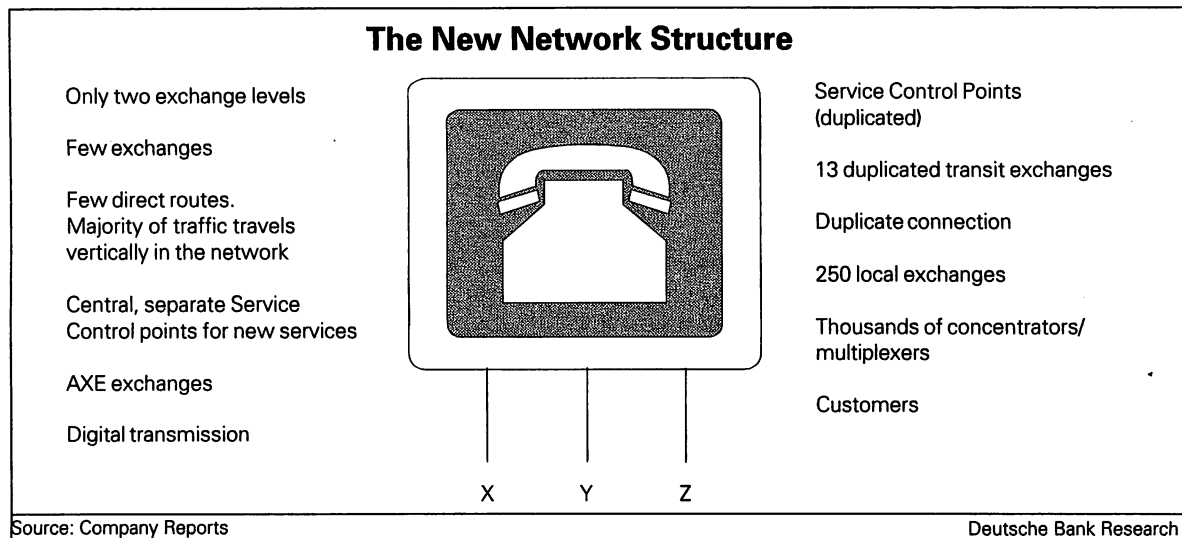 The New Network Structure
Only two exchange levels
Few exchanges
Few direct routes.
Majority of traffic travels
vertically in the network
Central, separate Service
Control points for new services
AXE exchanges
Digital transmission
Service Control Points
(duplicated)
13 duplicated transit exchanges
Duplicate connection
250 local exchanges
Thousands of concentrators/
multiplexers
Customers
X Y Z
Source: Company Reports
Deutsche Bank Research